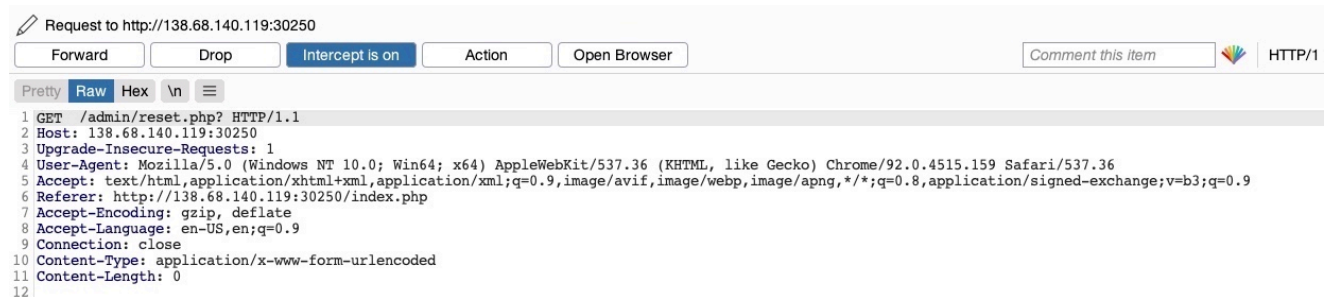 Request to http://138.68.140.119:30250
Forward Drop Intercept is on Action Open Browser Comment this item HTTP/1
Pretty Raw Hex \n
1 GET /admin/reset.php? HTTP/1.1
2 Host: 138.68.140.119:30250
3 Upgrade-Insecure-Requests: 1
4 User-Agent: Mozilla/5.0 (Windows NT 10.0; Win64; x64) AppleWebKit/537.36 (KHTML, like Gecko) Chrome/92.0.4515.159 Safari/537.36
5 Accept: text/html,application/xhtml+xml,application/xml;q=0.9,image/avif,image/webp,image/apng,*/*;q=0.8,application/signed-exchange;v=b3;q=0.9
6 Referer: http://138.68.140.119:30250/index.php
7 Accept-Encoding: gzip, deflate
8 Accept-Language: en-US,en;q=0.9
9 Connection: close
10 Content-Type: application/x-www-form-urlencoded
11 Content-Length: 0
12